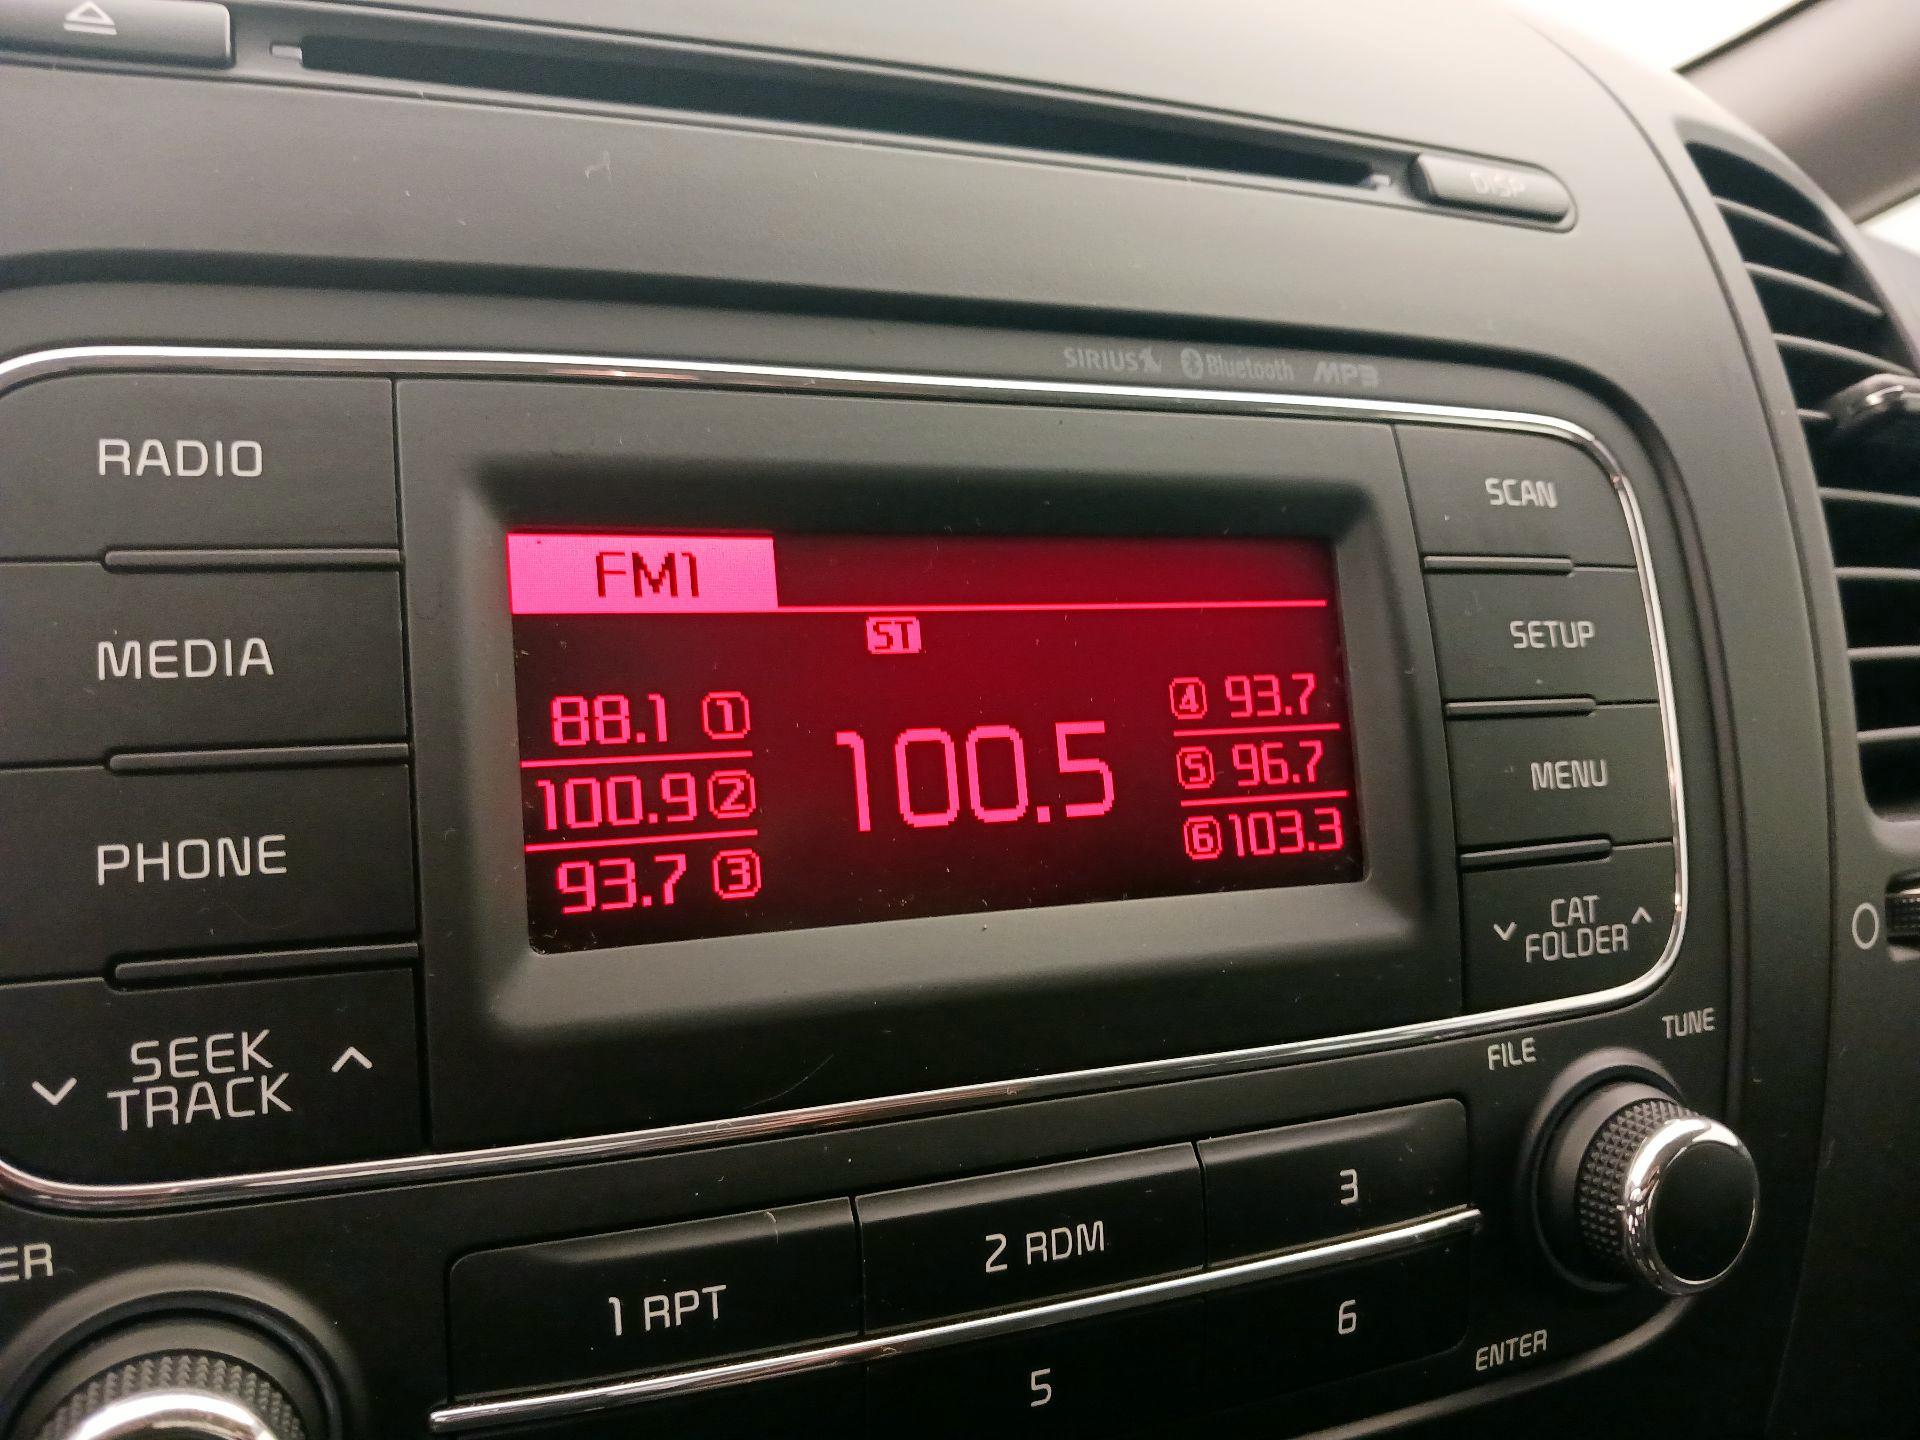 DISP
SIRIUS Bluetooth MP3
RADIO
MEDIA
PHONE
SEEK
TRACK
FM1
ST
88.1 1
100.9 2
93.7 3
100.5
4 93.7
5 96.7
6 103.3
SCAN
SETUP
MENU
CAT
FOLDER
FILE
TUNE
ER
1 RPT
2 RDM
3
5
6
ENTER